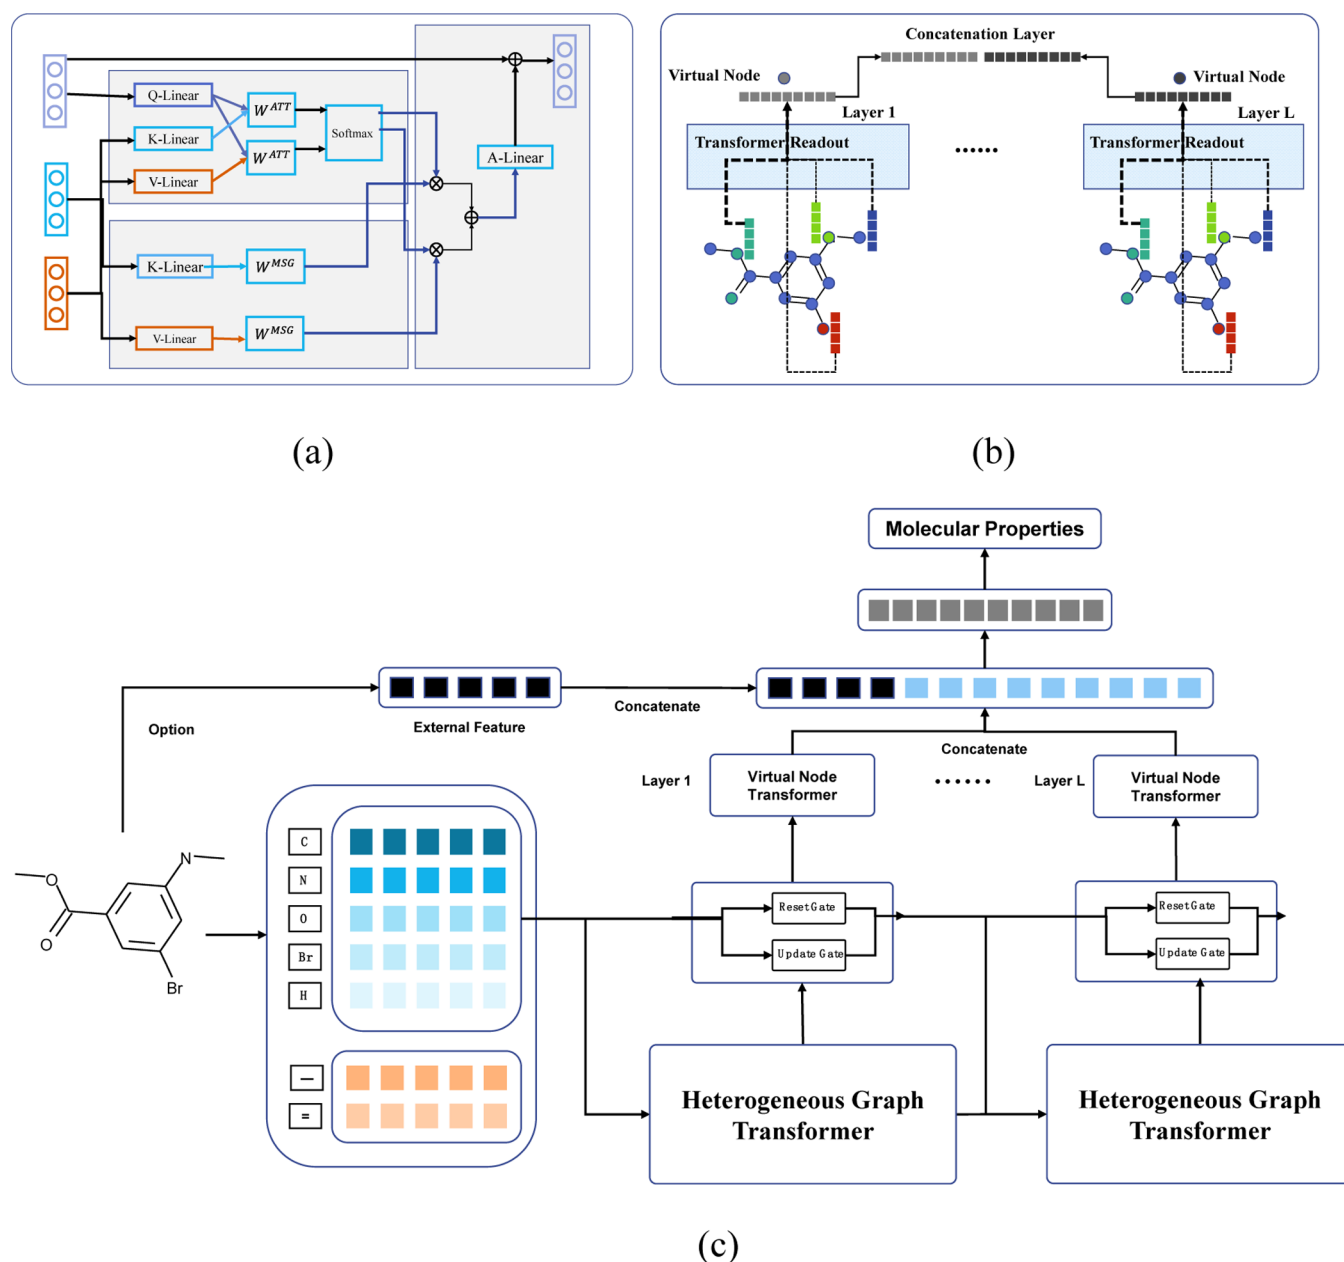 Q-Linear
K-Linear
V-Linear
W^ATT
W^ATT
Softmax
K-Linear
V-Linear
W^MSG
W^MSG
A-Linear
(a)
Concatenation Layer
Virtual Node
Layer 1
Transformer Readout
......
Virtual Node
Layer L
Transformer Readout
(b)
Molecular Properties
External Feature
Option
Concatenate
Concatenate
Layer 1
Virtual Node
Transformer
......
Layer L
Virtual Node
Transformer
N
O
O
Br
C
N
O
Br
H
—
=
Reset Gate
Update Gate
Reset Gate
Update Gate
Heterogeneous Graph
Transformer
Heterogeneous Graph
Transformer
(c)